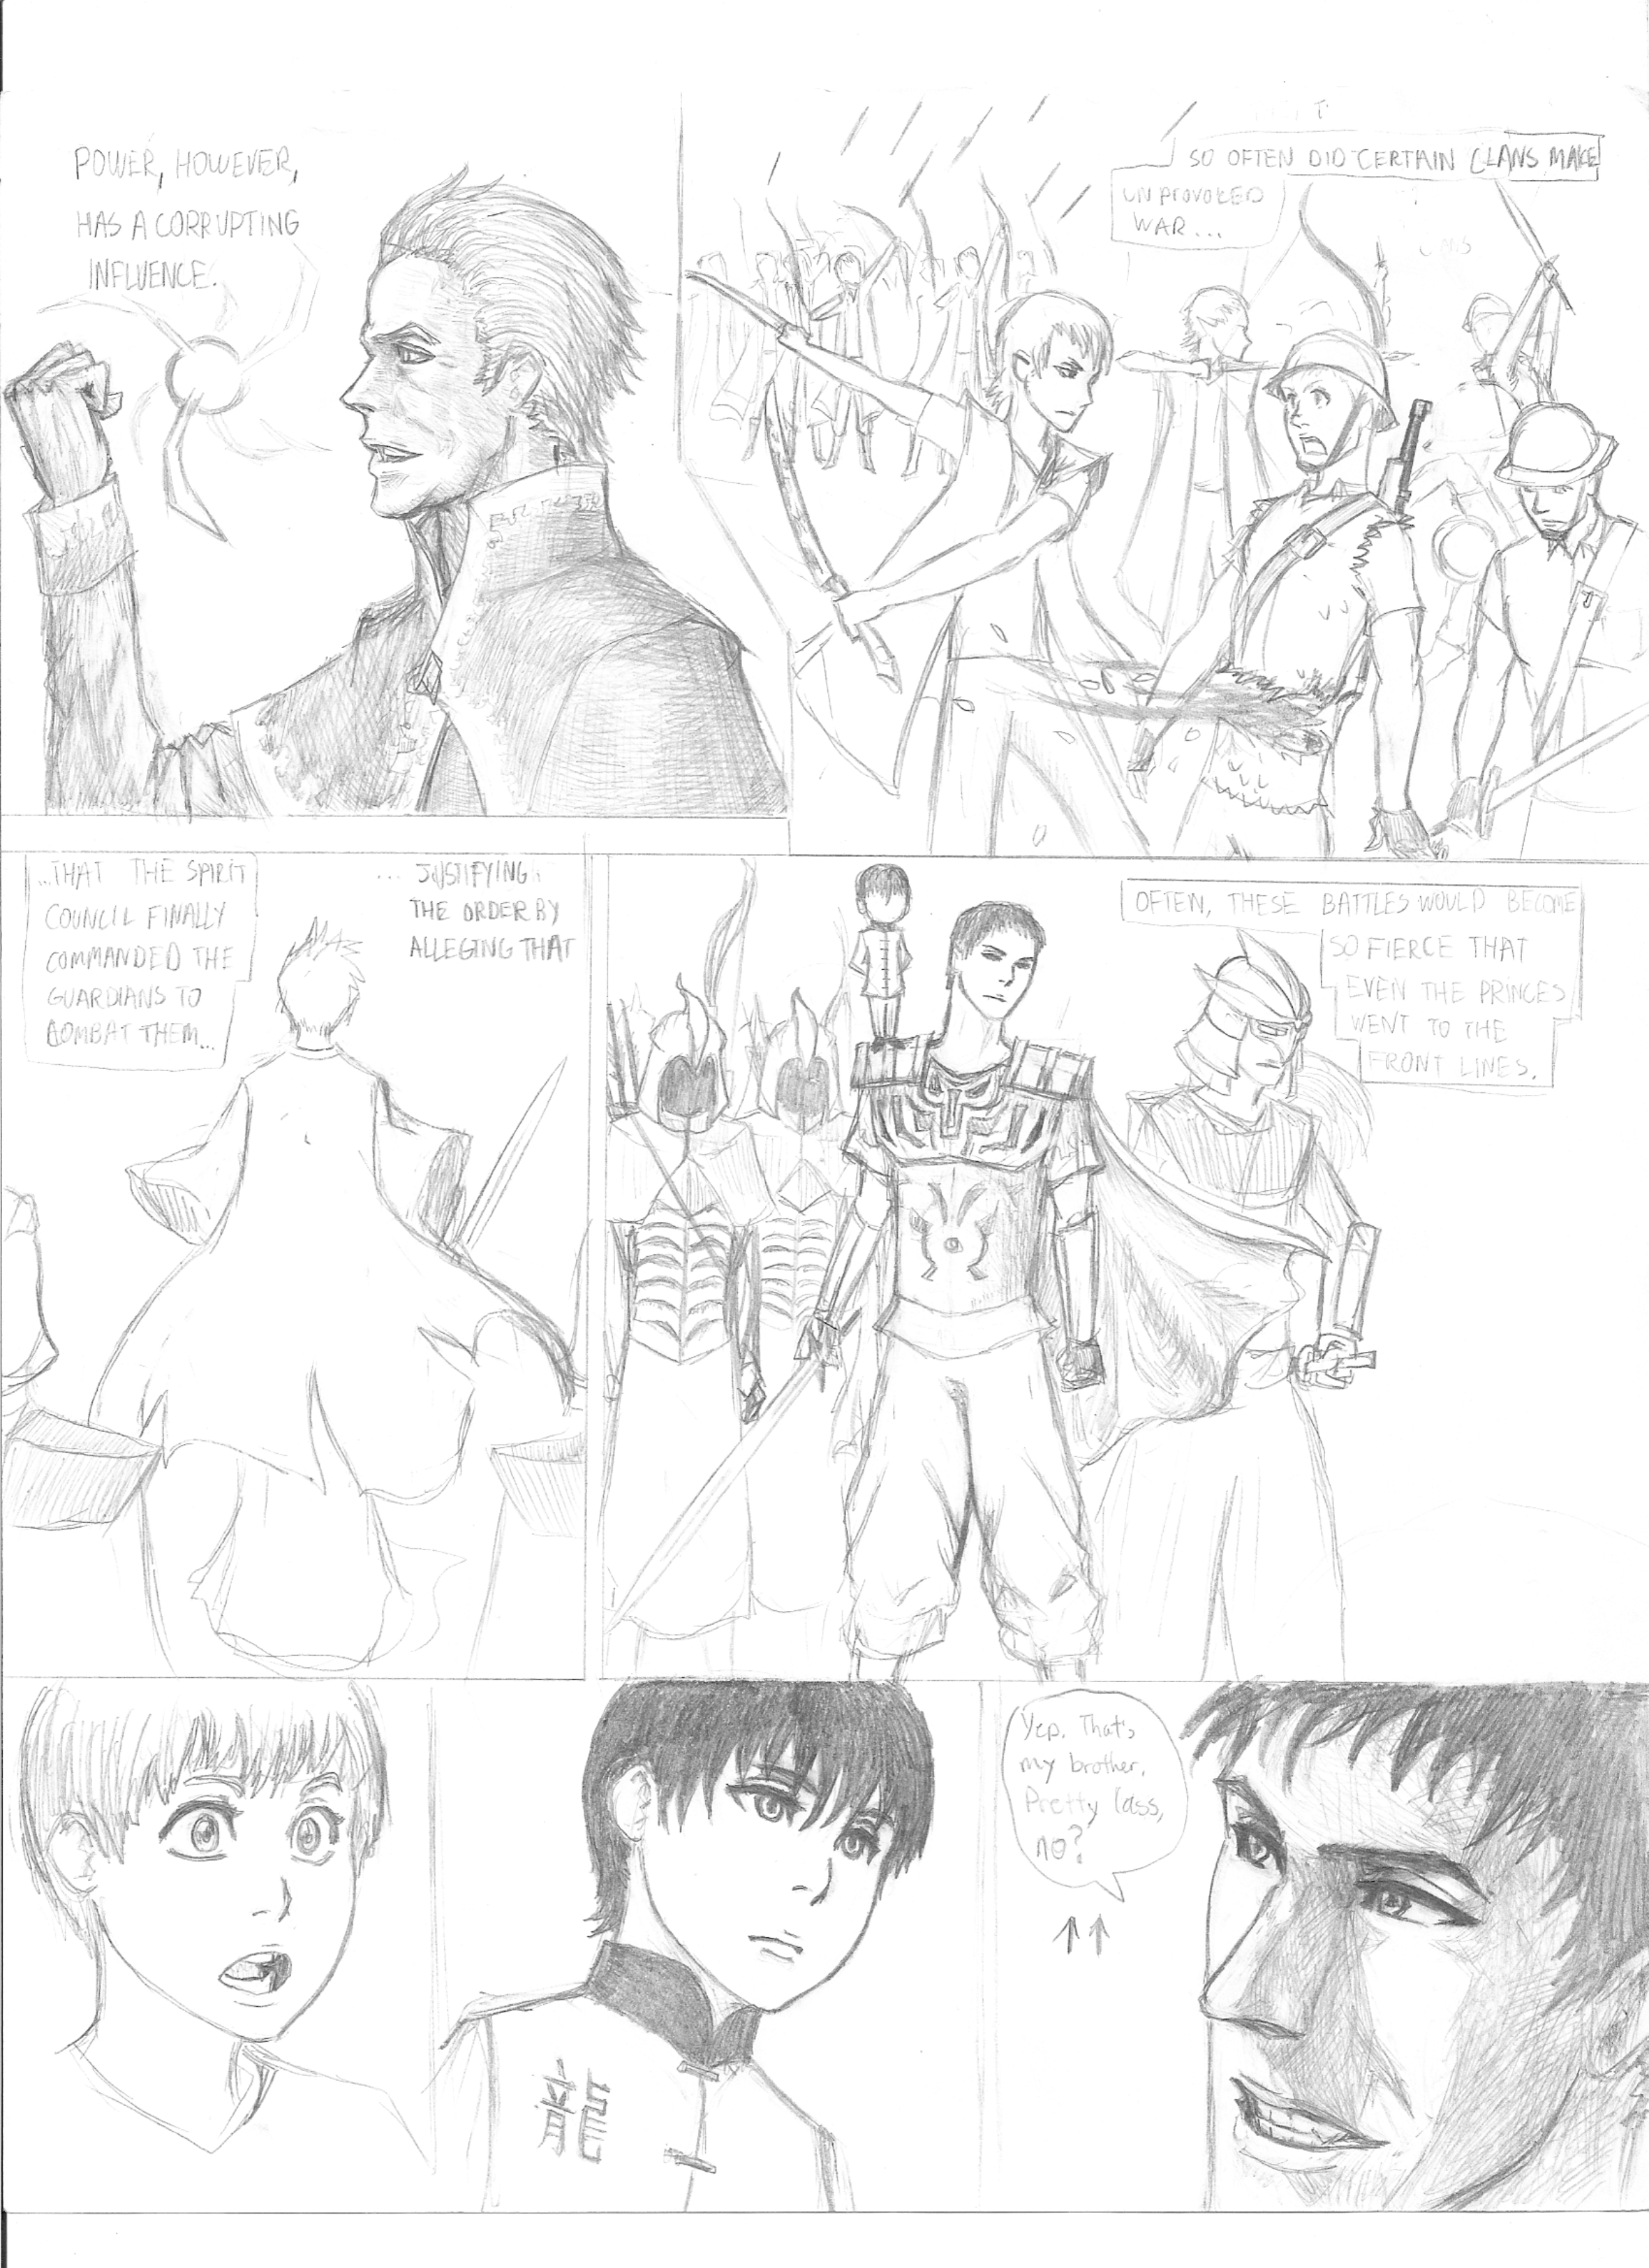 POWER, HOWEVER,
HAS A CORRUPTING
INFLUENCE.
SO OFTEN DID CERTAIN CLANS MAKE
UNPROVOKED
WAR...
...THAT THE SPIRIT
COUNCIL FINALLY
COMMANDED THE
GUARDIANS TO
COMBAT THEM...
... JUSTIFYING
THE ORDER BY
ALLEGING THAT
OFTEN, THESE BATTLES WOULD BECOME
SO FIERCE THAT
EVEN THE PRINCES
WENT TO THE
FRONT LINES.
Yep. That's
my brother.
Pretty lass,
no?
龍